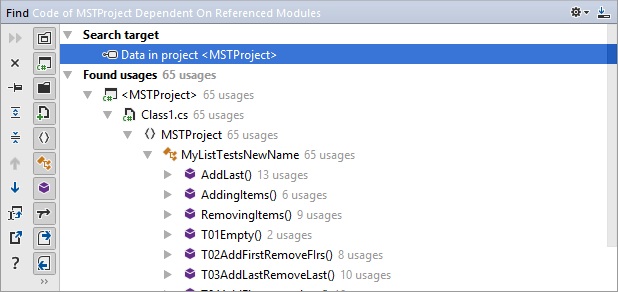 Find Code of MSTProject Dependent On Referenced Modules
Search target
Data in project <MSTProject>
Found usages 65 usages
<MSTProject> 65 usages
Class1.cs 65 usages
MSTProject 65 usages
MyListTestsNewName 65 usages
AddLast() 13 usages
AddingItems() 6 usages
RemovingItems() 9 usages
T01Empty() 2 usages
T02AddFirstRemoveFIrs() 8 usages
T03AddLastRemoveLast() 10 usages